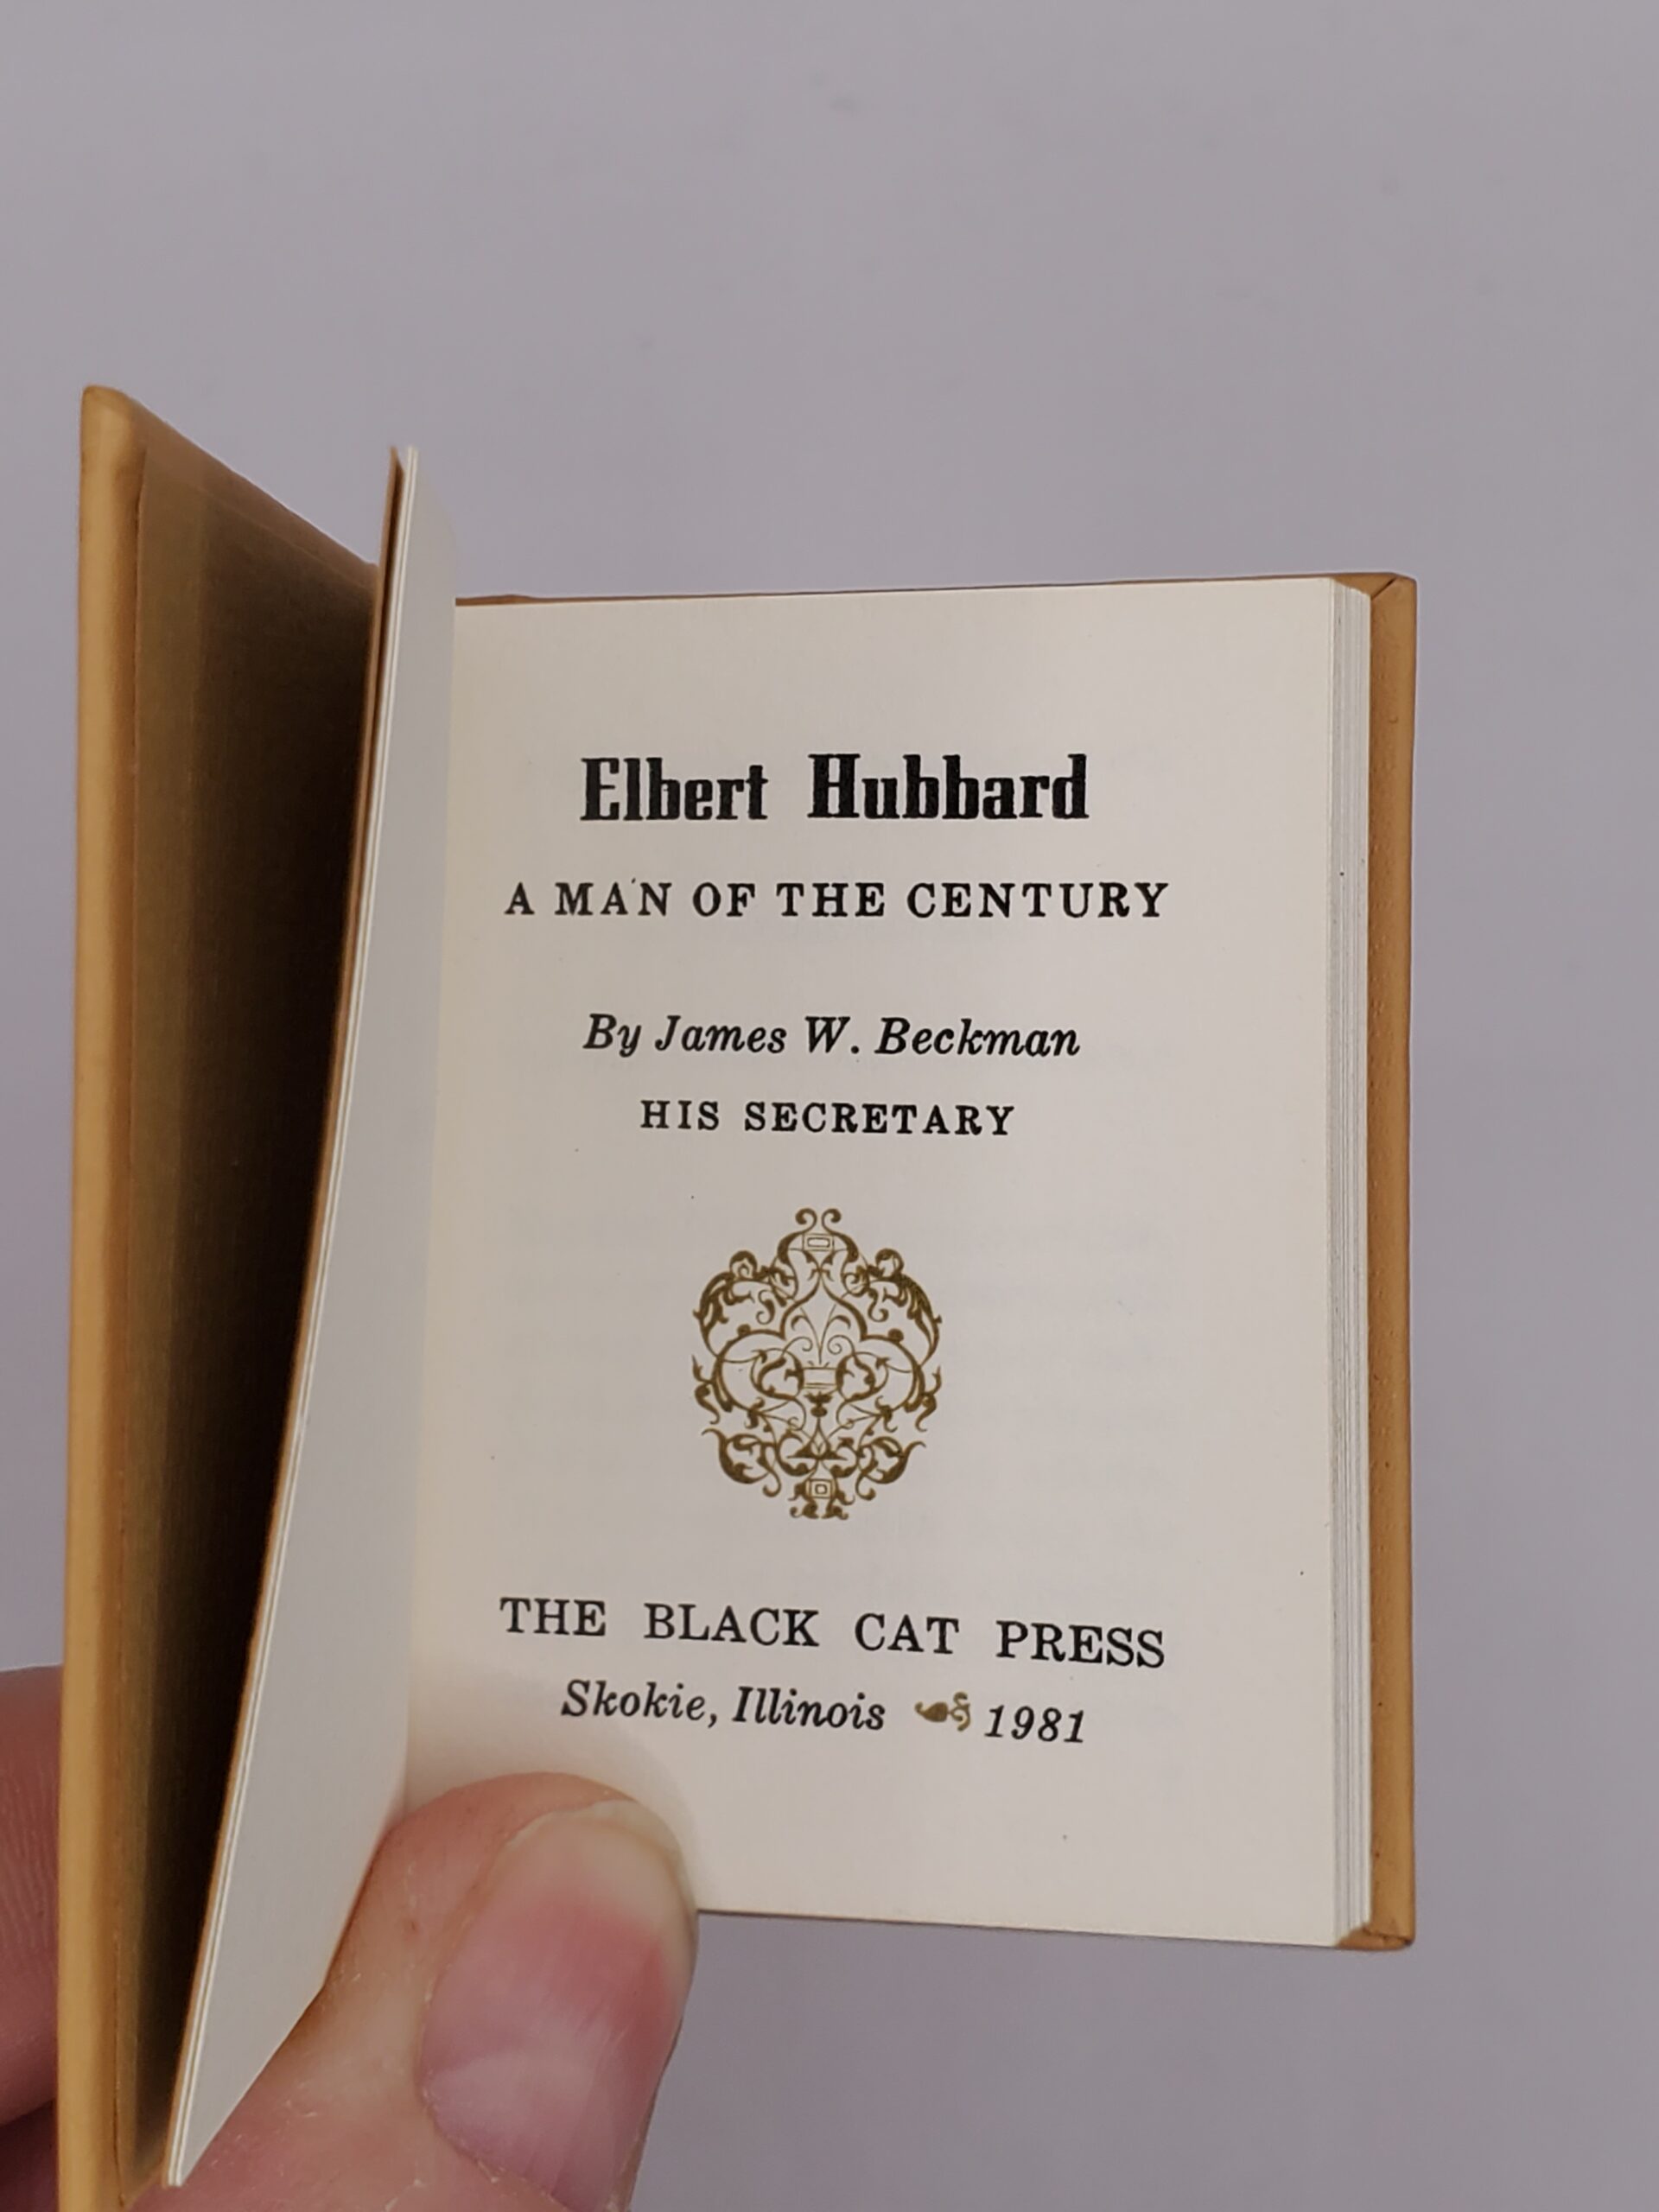 Elbert Hubbard
A MAN OF THE CENTURY
By James W. Beckman
HIS SECRETARY
THE BLACK CAT PRESS
Skokie, Illinois 1981